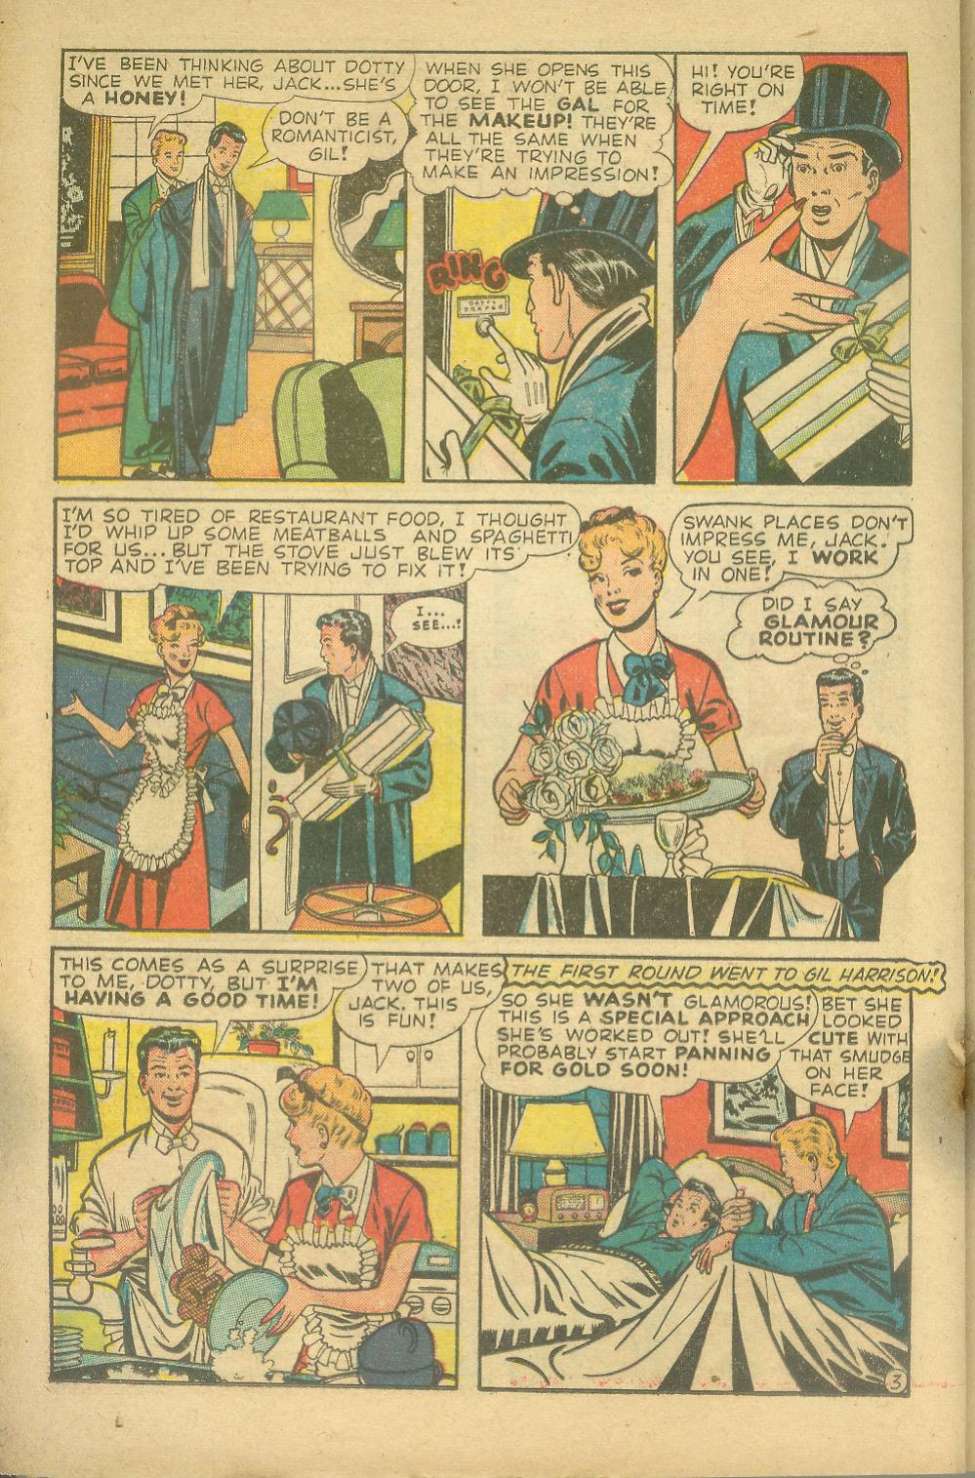 I'VE BEEN THINKING ABOUT DOTTY
SINCE WE MET HER, JACK...SHE'S
A HONEY!
DON'T BE A
ROMANTICIST,
GIL!
WHEN SHE OPENS THIS
DOOR, I WON'T BE ABLE
TO SEE THE GAL FOR
THE MAKEUP! THEY'RE
ALL THE SAME WHEN
THEY'RE TRYING TO
MAKE AN IMPRESSION!
RING
HI! YOU'RE
RIGHT ON
TIME!
I'M SO TIRED OF RESTAURANT FOOD, I THOUGHT
I'D WHIP UP SOME MEATBALLS AND SPAGHETTI
FOR US... BUT THE STOVE JUST BLEW ITS
TOP AND I'VE BEEN TRYING TO FIX IT!
I...
SEE...!
SWANK PLACES DON'T
IMPRESS ME, JACK.
YOU SEE, I WORK
IN ONE!
DID I SAY
GLAMOUR
ROUTINE?
THIS COMES AS A SURPRISE
TO ME, DOTTY, BUT I'M
HAVING A GOOD TIME!
THAT MAKES
TWO OF US,
JACK. THIS
IS FUN!
THE FIRST ROUND WENT TO GIL HARRISON!
SO SHE WASN'T GLAMOROUS!
THIS IS A SPECIAL APPROACH
SHE'S WORKED OUT! SHE'LL
PROBABLY START PANNING
FOR GOLD SOON!
BET SHE
LOOKED
CUTE WITH
THAT SMUDGE
ON HER
FACE!
3